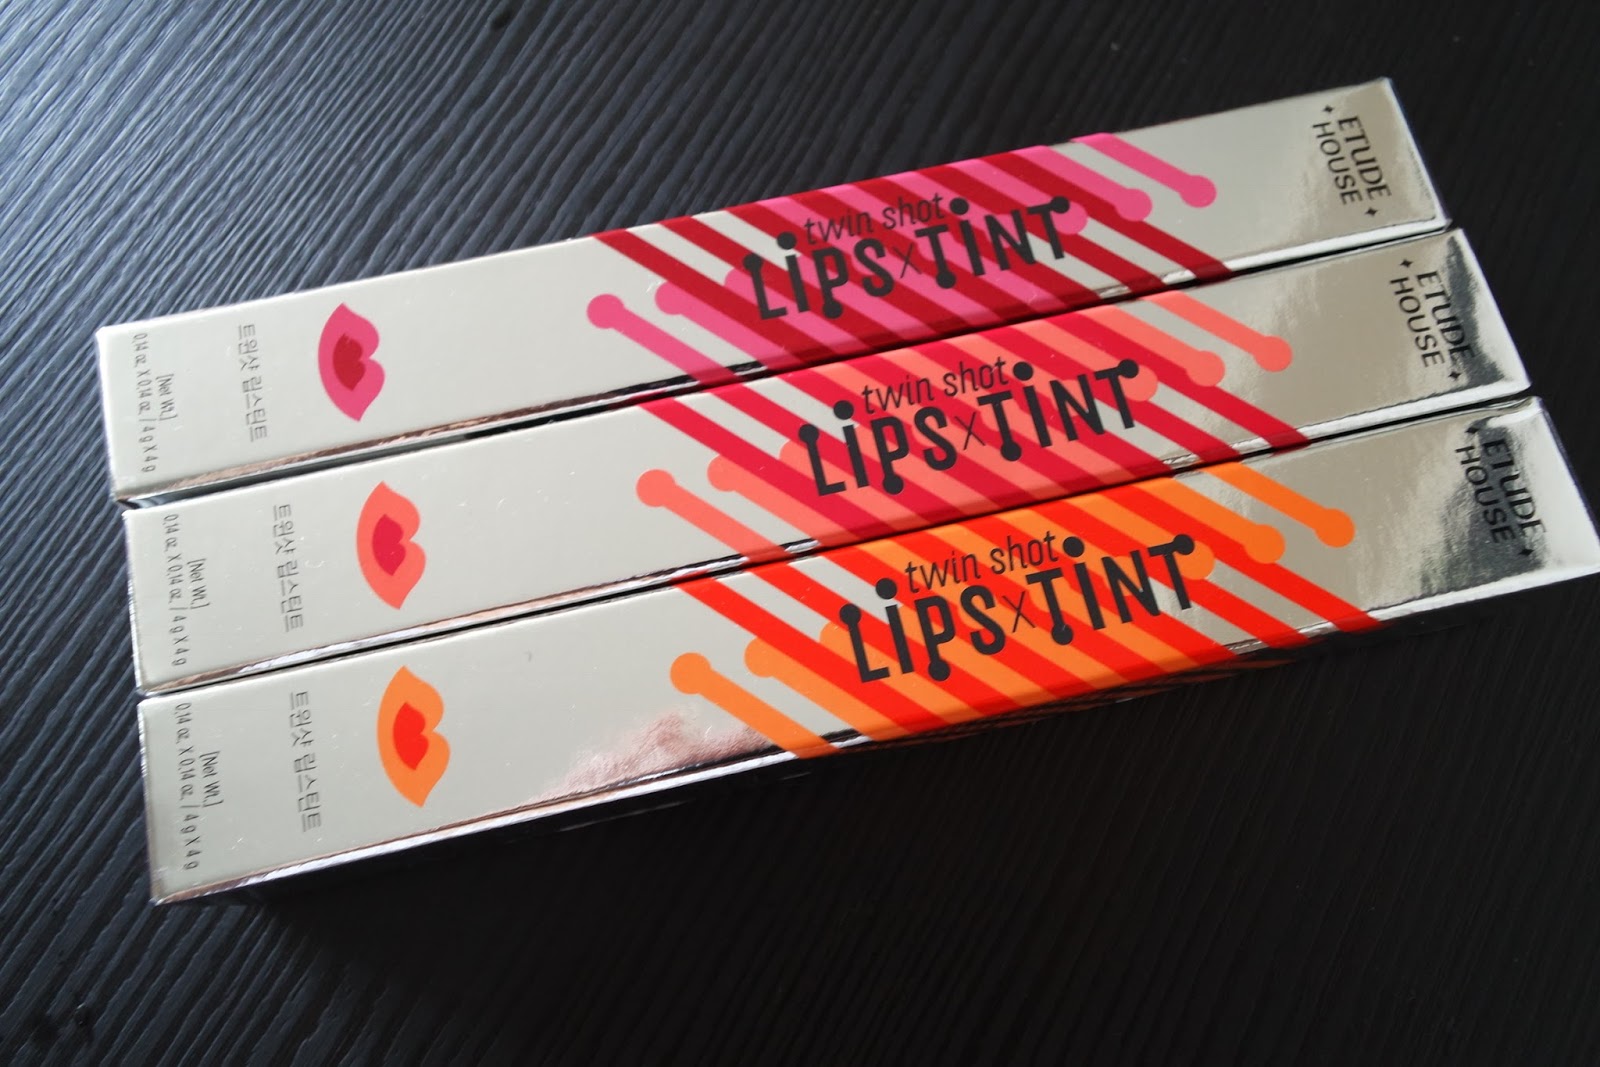 ETUDE
HOUSE
twin shot
LiPS X TiNT
트윈샷 립스틴트
[Net Wt.]
0.14 oz. X 0.14 oz. / 4 g X 4 g
ETUDE
HOUSE
twin shot
LiPS X TiNT
트윈샷 립스틴트
[Net Wt.]
0.14 oz. X 0.14 oz. / 4 g X 4 g
ETUDE
HOUSE
twin shot
LiPS X TiNT
트윈샷 립스틴트
[Net Wt.]
0.14 oz. X 0.14 oz. / 4 g X 4 g